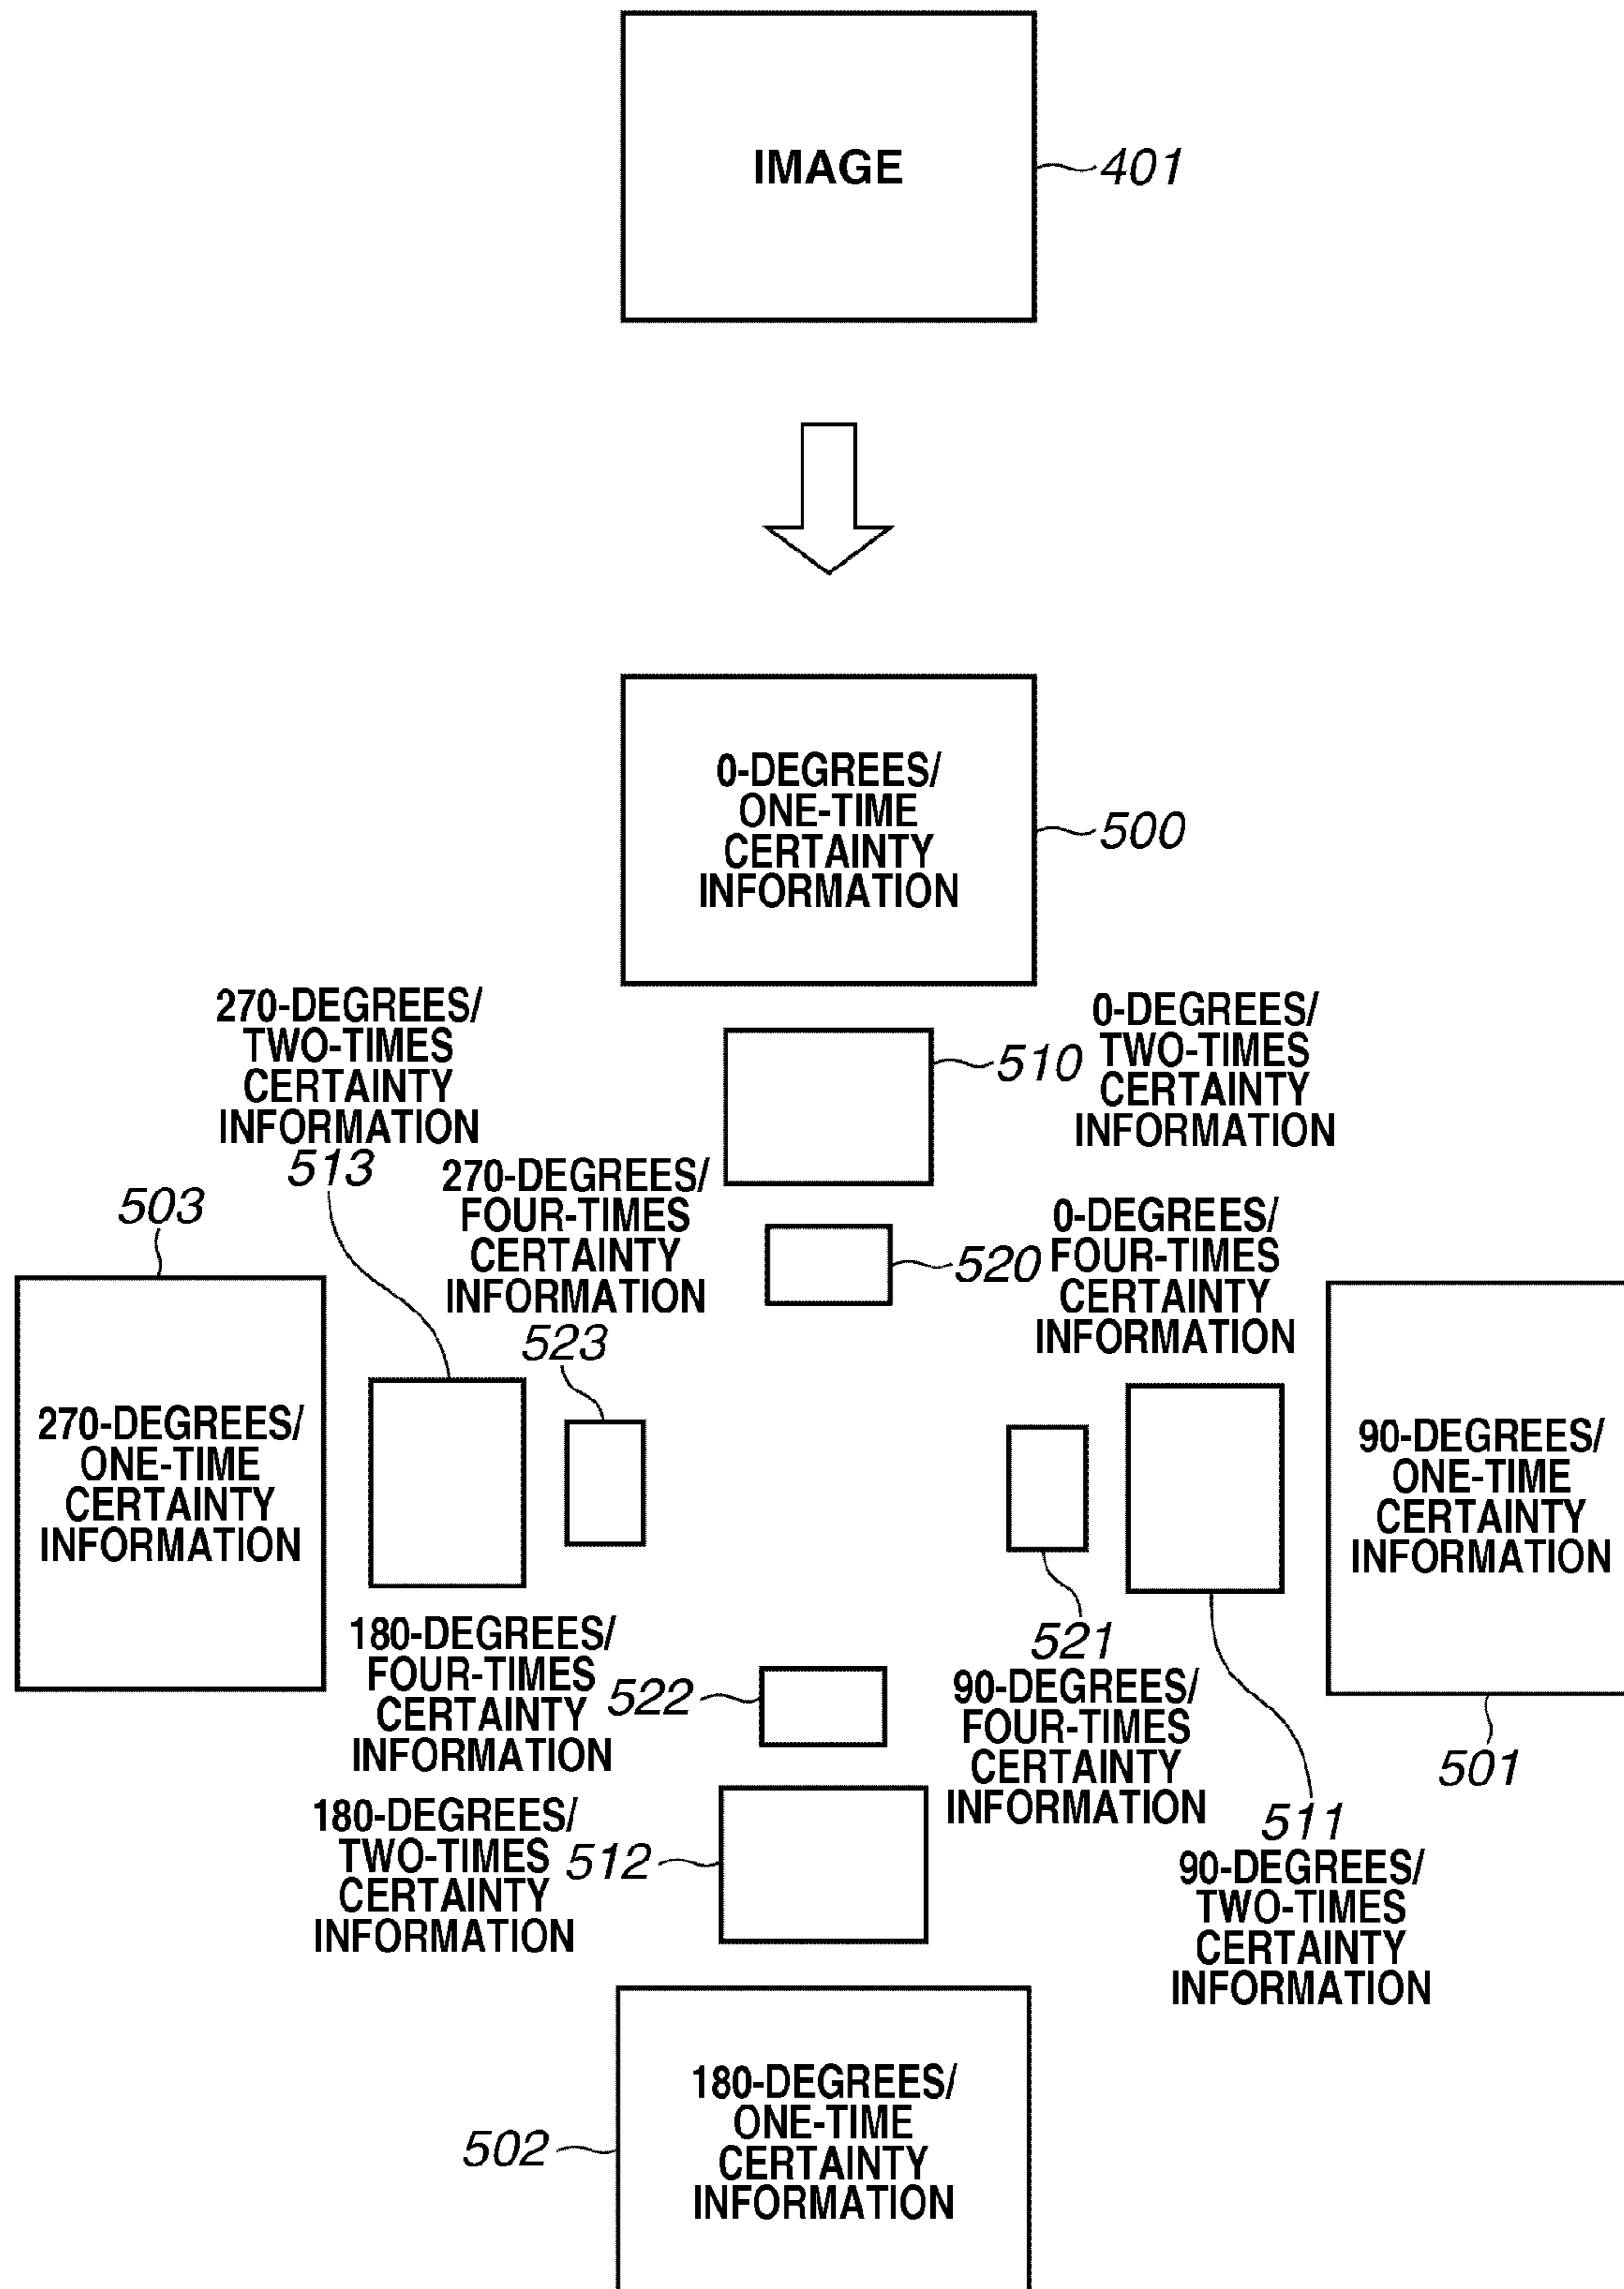 IMAGE
401
0-DEGREES/
ONE-TIME
CERTAINTY
INFORMATION
500
270-DEGREES/
TWO-TIMES
CERTAINTY
INFORMATION
513
510
0-DEGREES/
TWO-TIMES
CERTAINTY
INFORMATION
270-DEGREES/
FOUR-TIMES
CERTAINTY
INFORMATION
523
520
0-DEGREES/
FOUR-TIMES
CERTAINTY
INFORMATION
503
270-DEGREES/
ONE-TIME
CERTAINTY
INFORMATION
90-DEGREES/
ONE-TIME
CERTAINTY
INFORMATION
501
521
90-DEGREES/
FOUR-TIMES
CERTAINTY
INFORMATION
511
90-DEGREES/
TWO-TIMES
CERTAINTY
INFORMATION
180-DEGREES/
FOUR-TIMES
CERTAINTY
INFORMATION
522
180-DEGREES/
TWO-TIMES
CERTAINTY
INFORMATION
512
180-DEGREES/
ONE-TIME
CERTAINTY
INFORMATION
502